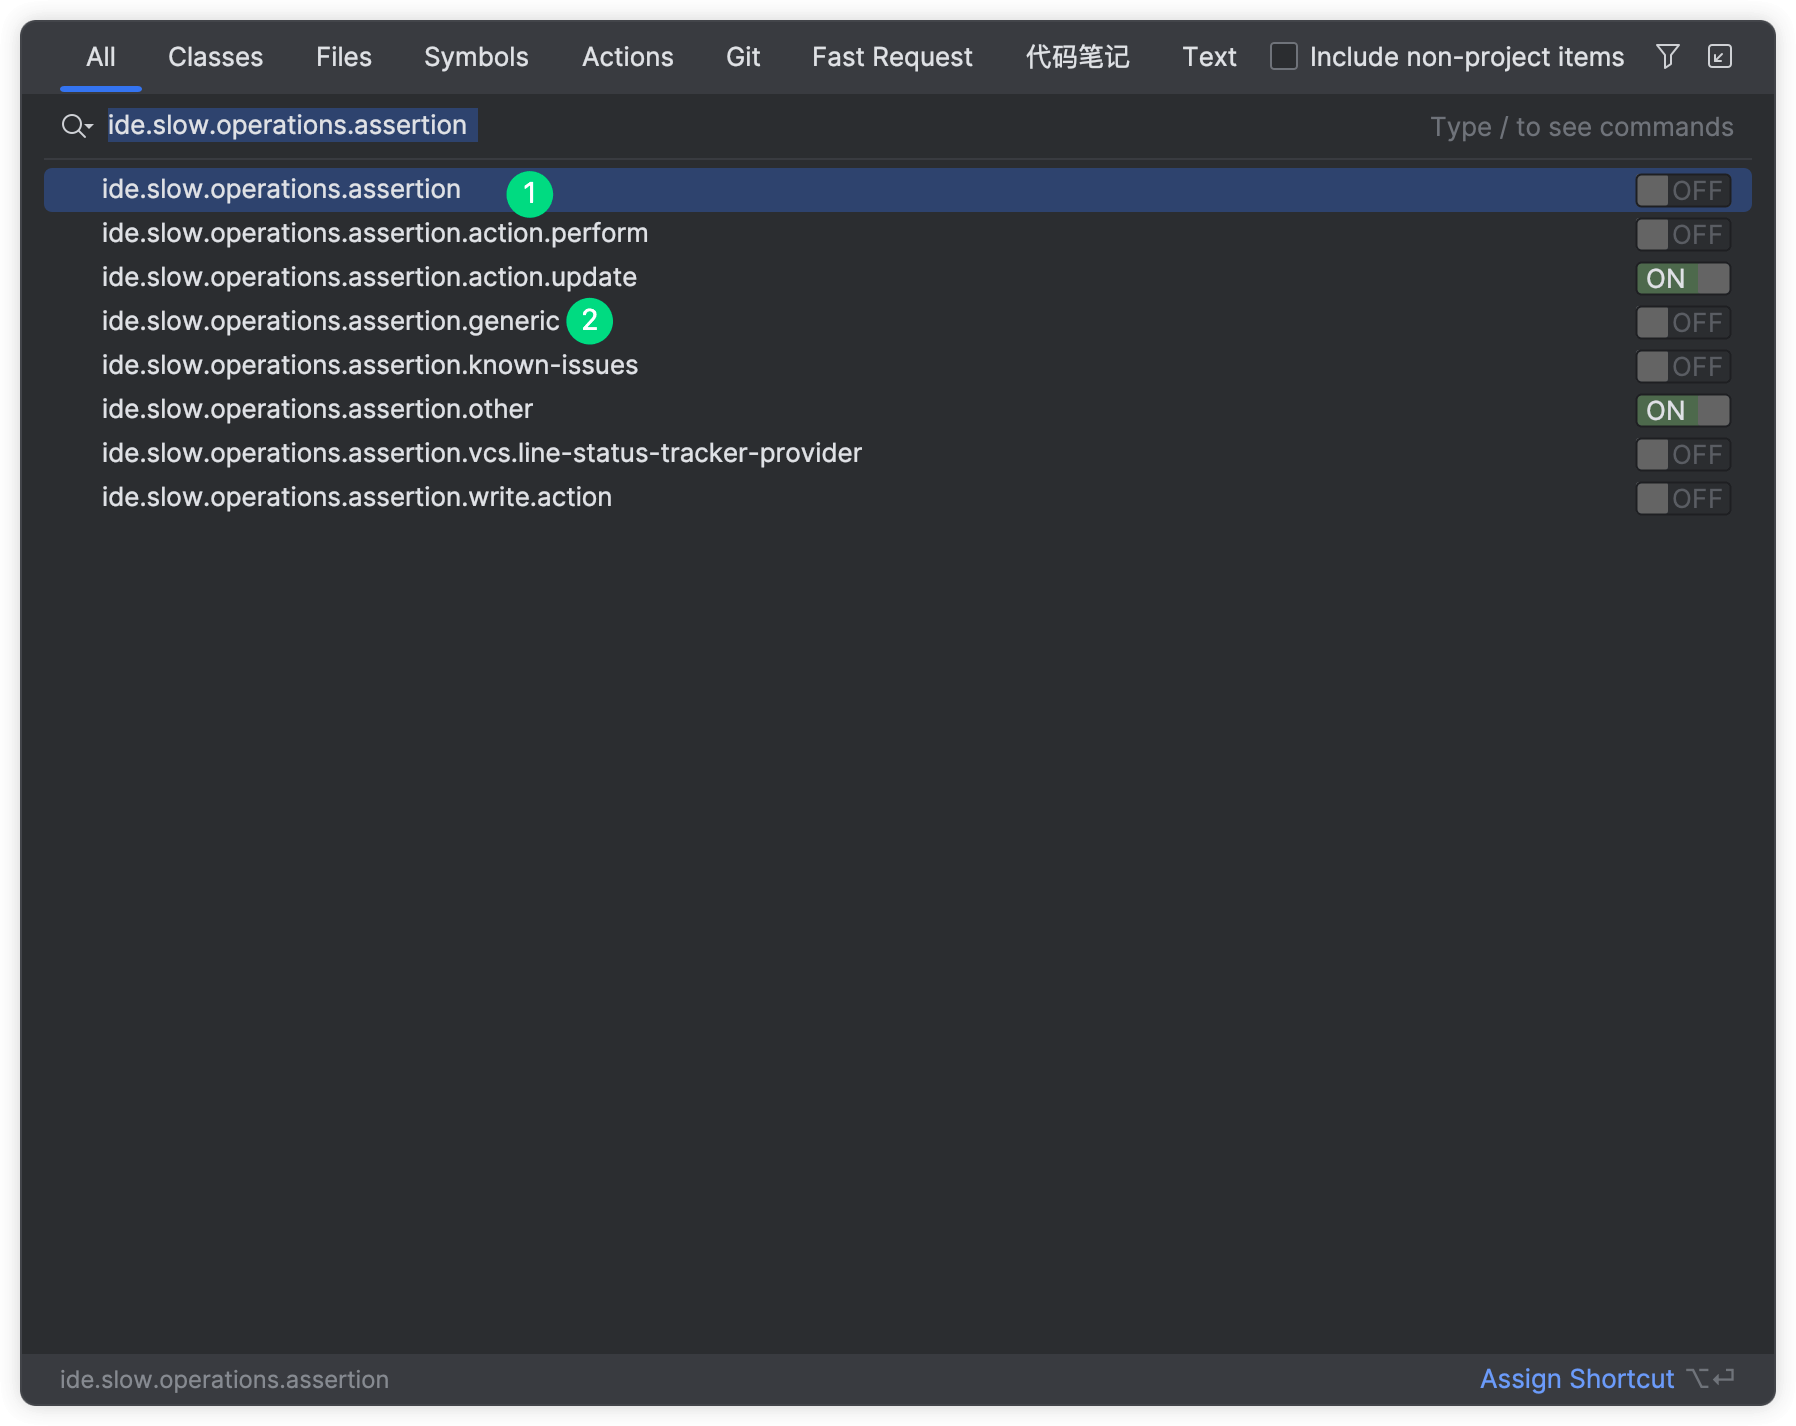 All Classes Files Symbols Actions Git Fast Request 代码笔记 Text Include non-project items
ide.slow.operations.assertion Type / to see commands
ide.slow.operations.assertion 1 OFF
ide.slow.operations.assertion.action.perform OFF
ide.slow.operations.assertion.action.update ON
ide.slow.operations.assertion.generic 2 OFF
ide.slow.operations.assertion.known-issues OFF
ide.slow.operations.assertion.other ON
ide.slow.operations.assertion.vcs.line-status-tracker-provider OFF
ide.slow.operations.assertion.write.action OFF
ide.slow.operations.assertion Assign Shortcut ⌥↩